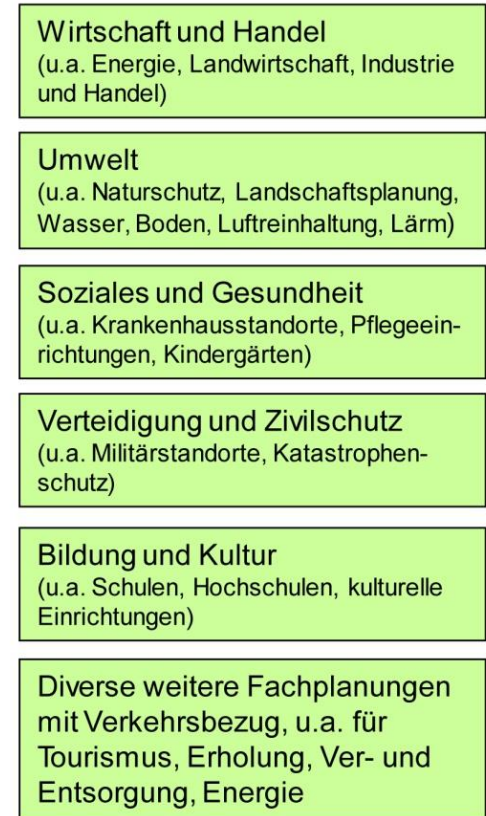 Wirtschaft und Handel
(u.a. Energie, Landwirtschaft, Industrie
und Handel)
Umwelt
(u.a. Naturschutz, Landschaftsplanung,
Wasser, Boden, Luftreinhaltung, Lärm)
Soziales und Gesundheit
(u.a. Krankenhausstandorte, Pflegeein-
richtungen, Kindergärten)
Verteidigung und Zivilschutz
(u.a. Militärstandorte, Katastrophen-
schutz)
Bildung und Kultur
(u.a. Schulen, Hochschulen, kulturelle
Einrichtungen)
Diverse weitere Fachplanungen
mit Verkehrsbezug, u.a. für
Tourismus, Erholung, Ver- und
Entsorgung, Energie